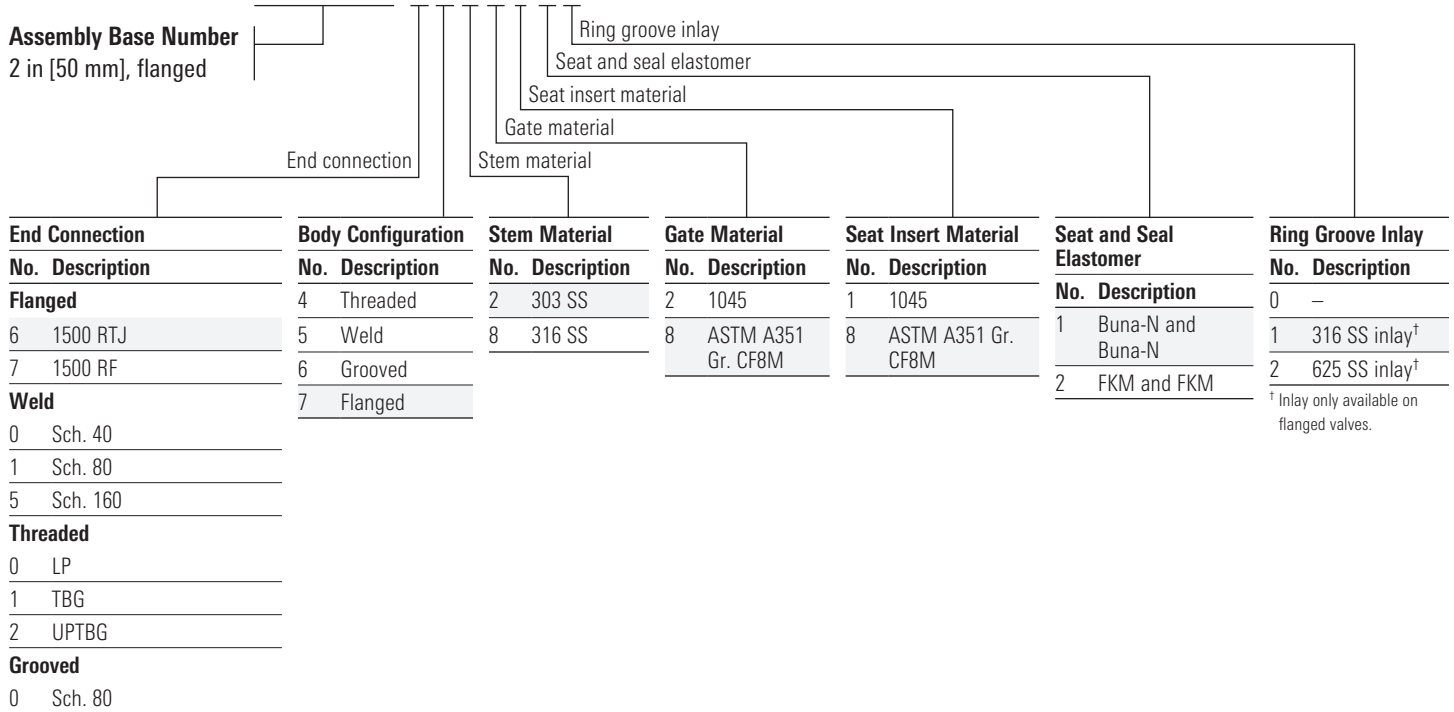 Assembly Base Number
2 in [50 mm], flanged
Ring groove inlay
Seat and seal elastomer
Seat insert material
Gate material
End connection
Stem material
End Connection
No. Description
Flanged
6 1500 RTJ
7 1500 RF
Weld
0 Sch. 40
1 Sch. 80
5 Sch. 160
Threaded
0 LP
1 TBG
2 UPTBG
Grooved
0 Sch. 80
Body Configuration
No. Description
4 Threaded
5 Weld
6 Grooved
7 Flanged
Stem Material
No. Description
2 303 SS
8 316 SS
Gate Material
No. Description
2 1045
8 ASTM A351
Gr. CF8M
Seat Insert Material
No. Description
1 1045
8 ASTM A351 Gr.
CF8M
Seat and Seal
Elastomer
No. Description
1 Buna-N and
Buna-N
2 FKM and FKM
Ring Groove Inlay
No. Description
0 –
1 316 SS inlay†
2 625 SS inlay†
† Inlay only available on
flanged valves.